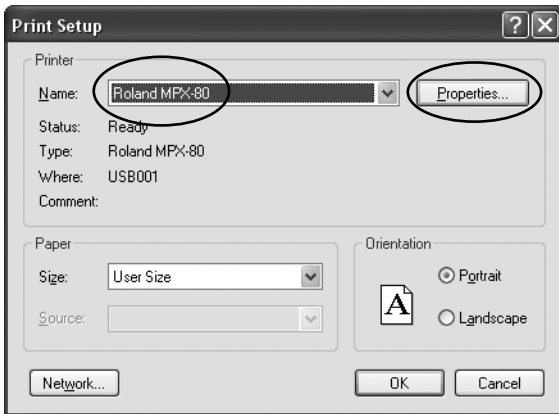 Print Setup
Printer
Name: Roland MPX-80 Properties...
Status: Ready
Type: Roland MPX-80
Where: USB001
Comment:
Paper Orientation
Size: User Size Portrait
Source: A Landscape
Network... OK Cancel